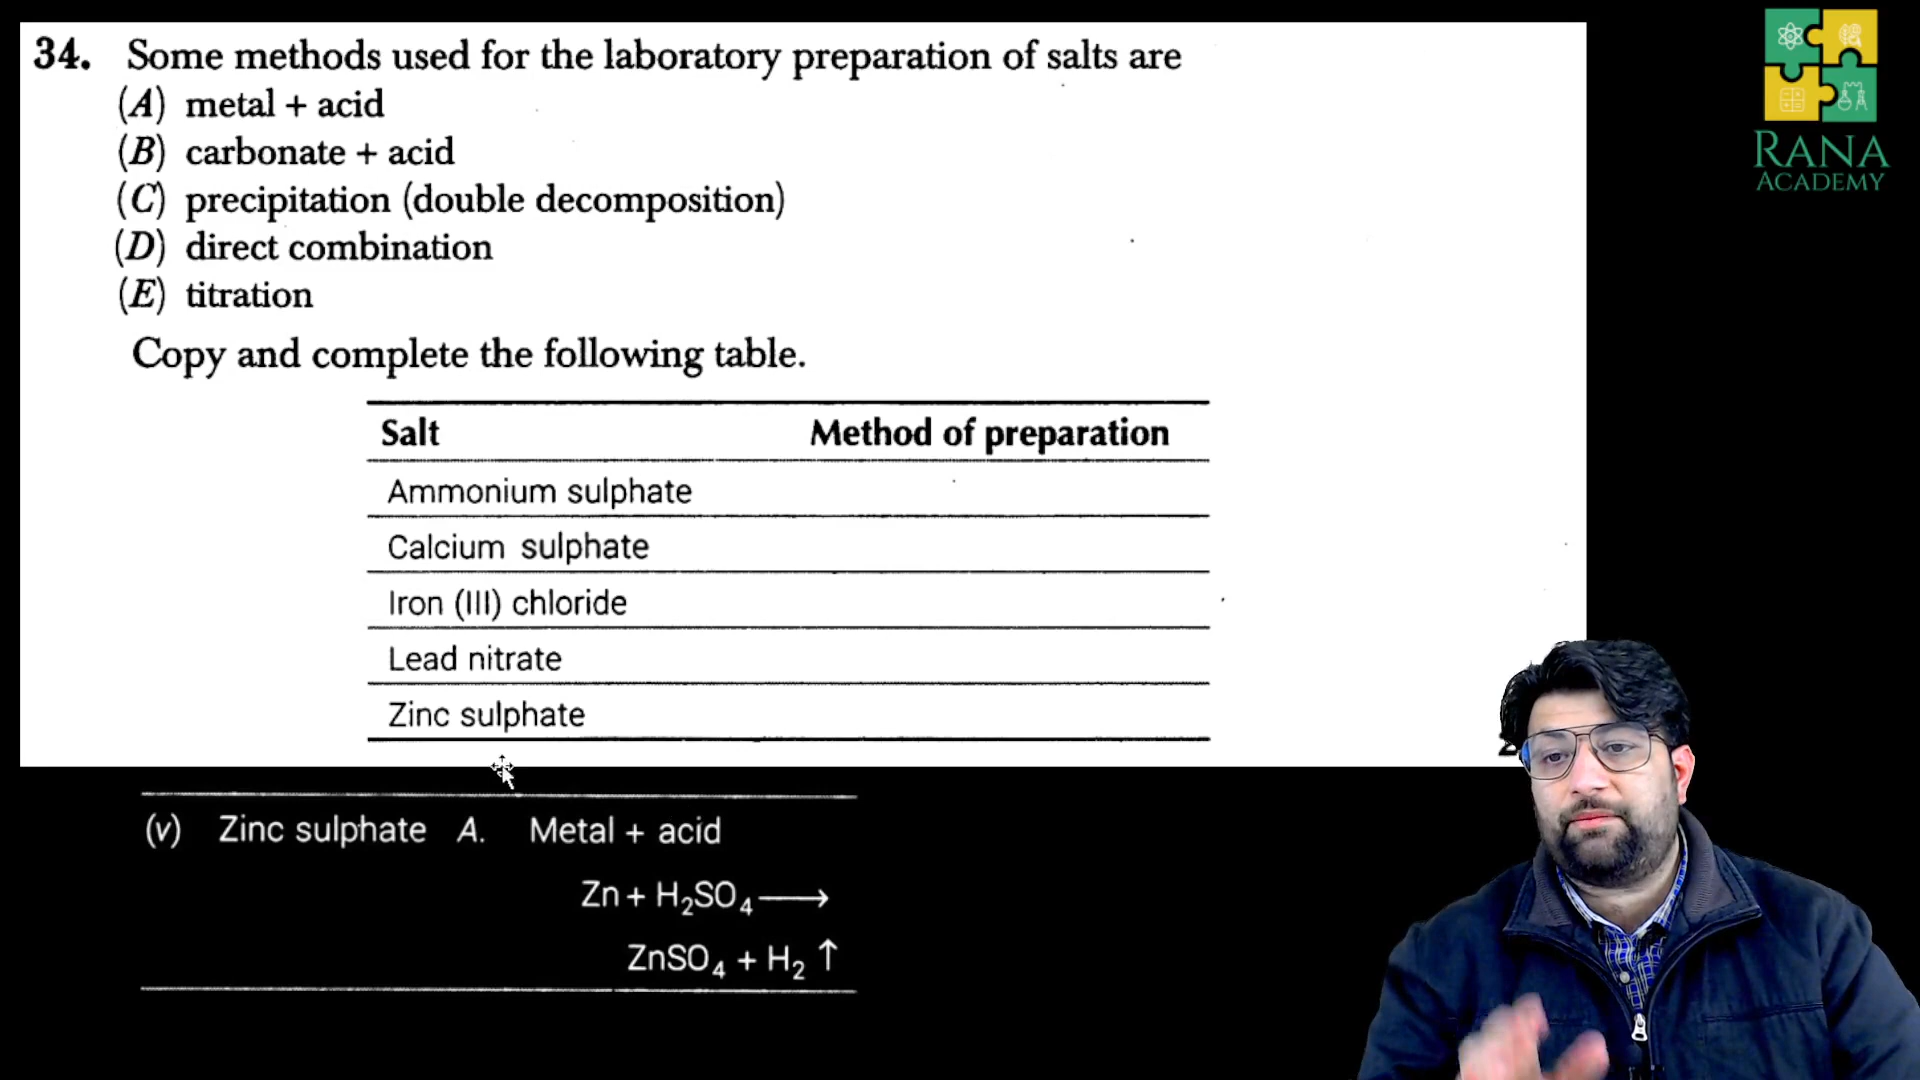 34. Some methods used for the laboratory preparation of salts are
(A) metal + acid
(B) carbonate + acid
(C) precipitation (double decomposition)
(D) direct combination
(E) titration
Copy and complete the following table.
Salt Method of preparation
Ammonium sulphate
Calcium sulphate
Iron (III) chloride
Lead nitrate
Zinc sulphate
(v) Zinc sulphate A. Metal + acid
Zn + H₂SO₄ ⟶
ZnSO₄ + H₂ ↑
RANA
ACADEMY